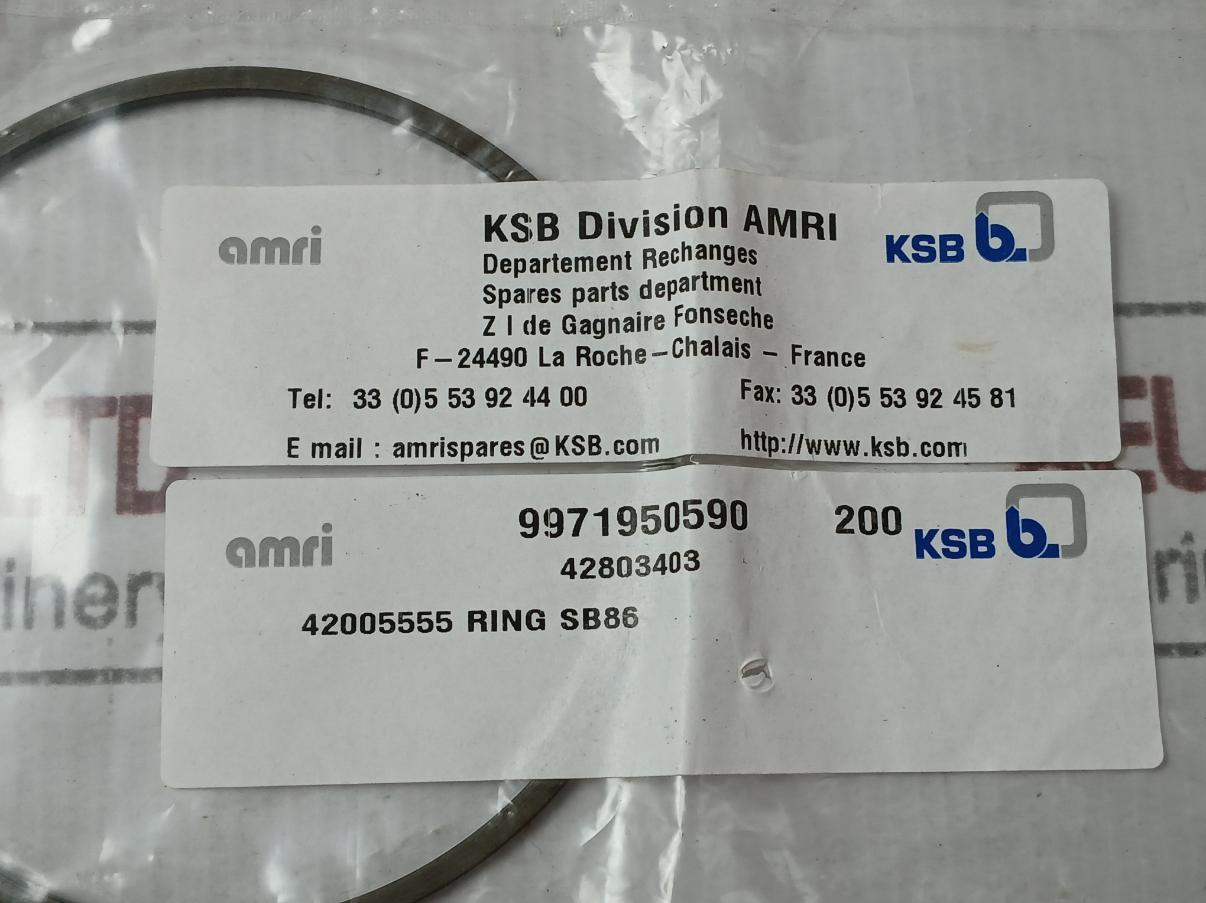 amri
KSB Division AMRI
KSB b.
Departement Rechanges
Spares parts department
Z I de Gagnaire Fonseche
F-24490 La Roche-Chalais - France
Tel: 33 (0)5 53 92 44 00
Fax: 33 (0)5 53 92 45 81
E mail : amrispares@KSB.com
http://www.ksb.com
LTD
amri
9971950590
200
KSB b.
42803403
42005555 RING SB86